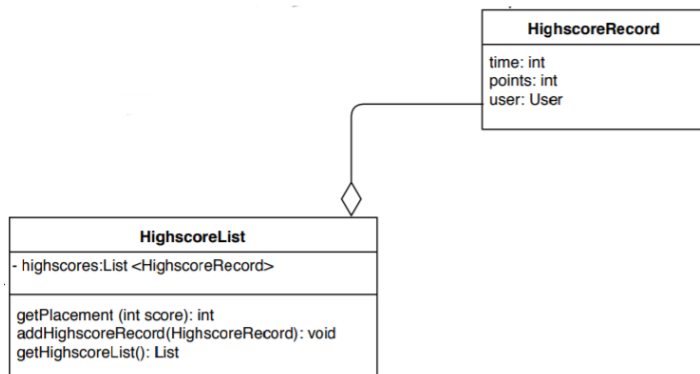 HighscoreRecord
time: int
points: int
user: User
HighscoreList
- highscores:List <HighscoreRecord>
getPlacement (int score): int
addHighscoreRecord(HighscoreRecord): void
getHighscoreList(): List